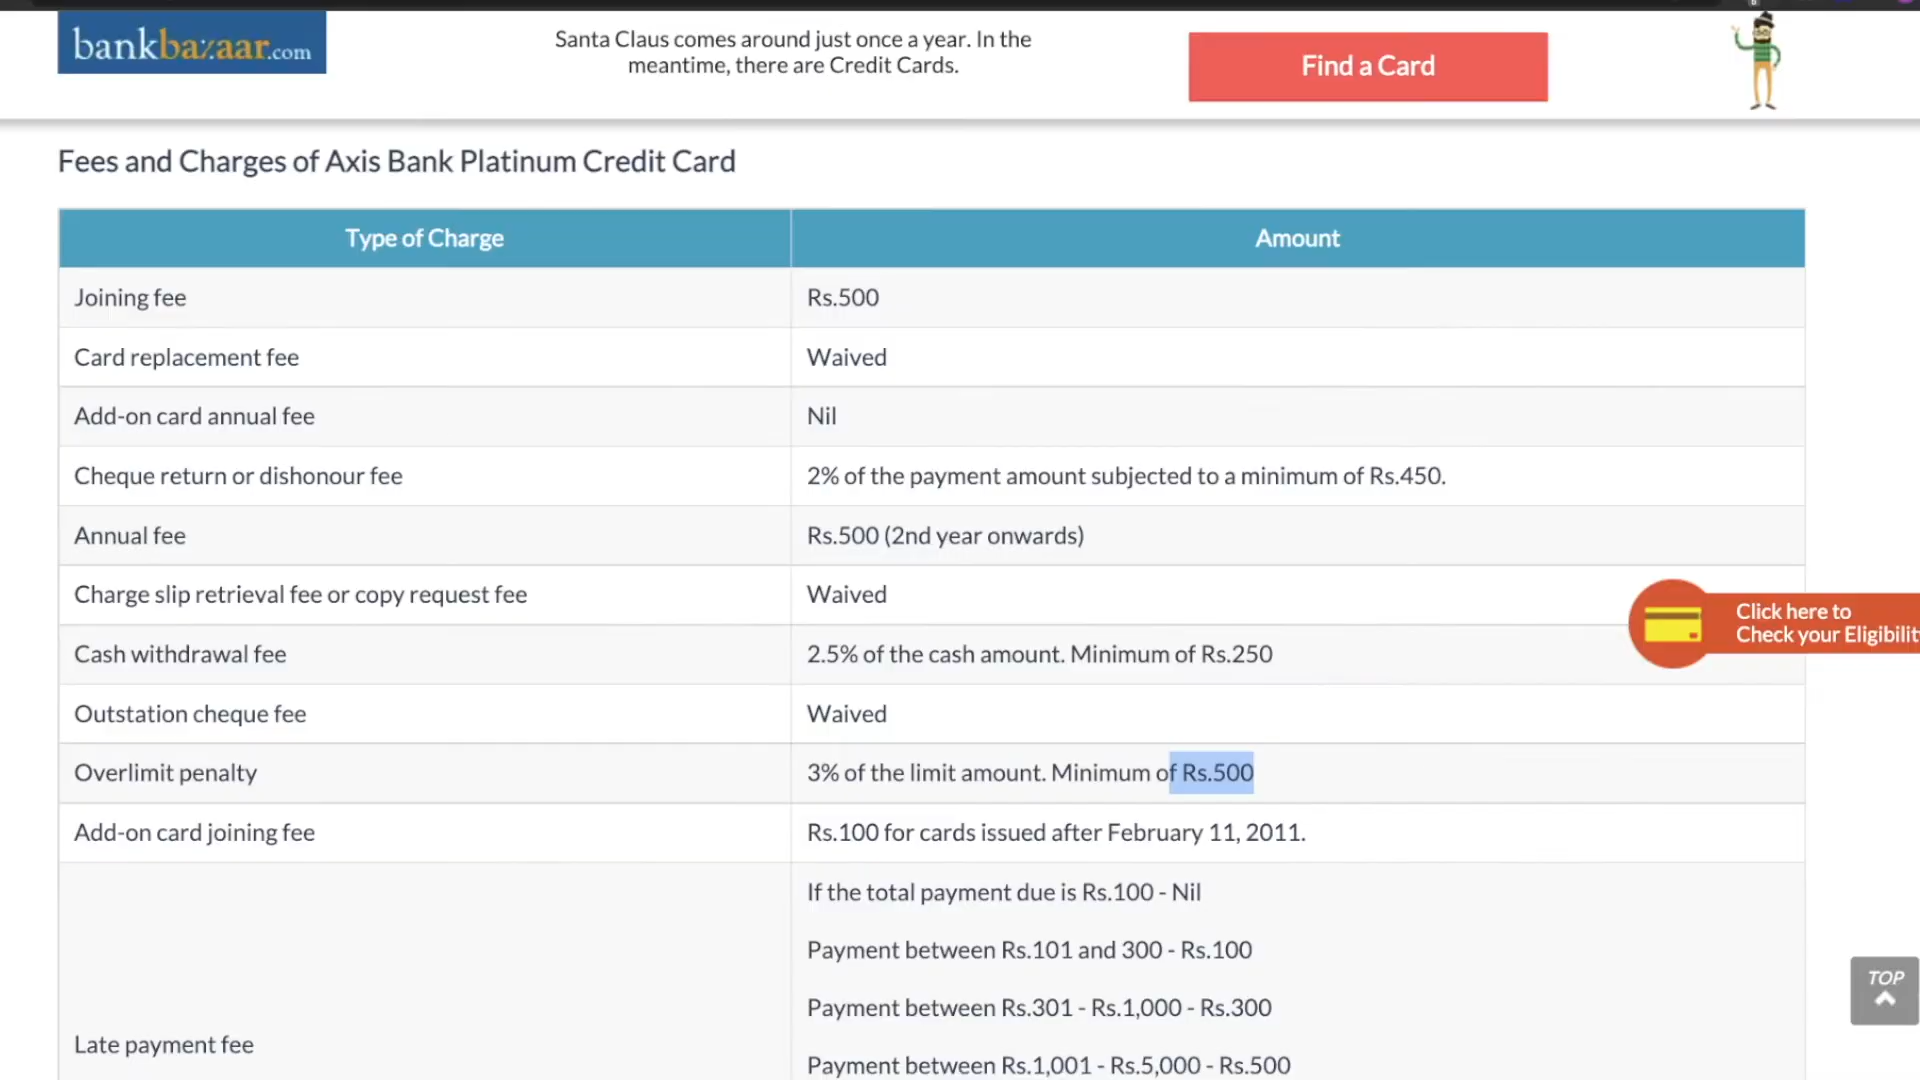 bankbazaar.com
Santa Claus comes around just once a year. In the
meantime, there are Credit Cards.
Find a Card
Fees and Charges of Axis Bank Platinum Credit Card
Type of Charge Amount
Joining fee Rs.500
Card replacement fee Waived
Add-on card annual fee Nil
Cheque return or dishonour fee 2% of the payment amount subjected to a minimum of Rs.450.
Annual fee Rs.500 (2nd year onwards)
Charge slip retrieval fee or copy request fee Waived
Click here to
Check your Eligibilit
Cash withdrawal fee 2.5% of the cash amount. Minimum of Rs.250
Outstation cheque fee Waived
Overlimit penalty 3% of the limit amount. Minimum of Rs.500
Add-on card joining fee Rs.100 for cards issued after February 11, 2011.
If the total payment due is Rs.100 - Nil
Payment between Rs.101 and 300 - Rs.100
Payment between Rs.301 - Rs.1,000 - Rs.300
Late payment fee
Payment between Rs.1,001 - Rs.5,000 - Rs.500
TOP